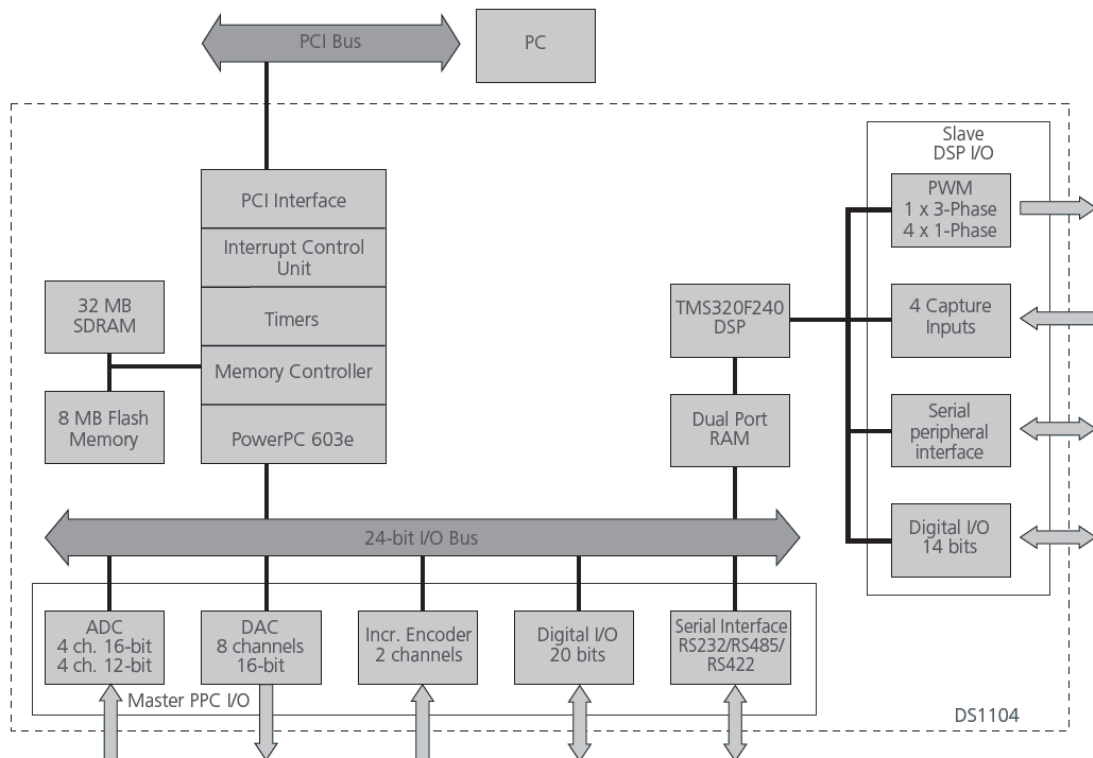 PCI Bus
PC
Slave
DSP I/O
PCI Interface
Interrupt Control
Unit
Timers
Memory Controller
PowerPC 603e
32 MB
SDRAM
8 MB Flash
Memory
TMS320F240
DSP
Dual Port
RAM
PWM
1 x 3-Phase
4 x 1-Phase
4 Capture
Inputs
Serial
peripheral
interface
Digital I/O
14 bits
24-bit I/O Bus
ADC
4 ch. 16-bit
4 ch. 12-bit
DAC
8 channels
16-bit
Incr. Encoder
2 channels
Digital I/O
20 bits
Serial Interface
RS232/RS485/
RS422
Master PPC I/O
DS1104